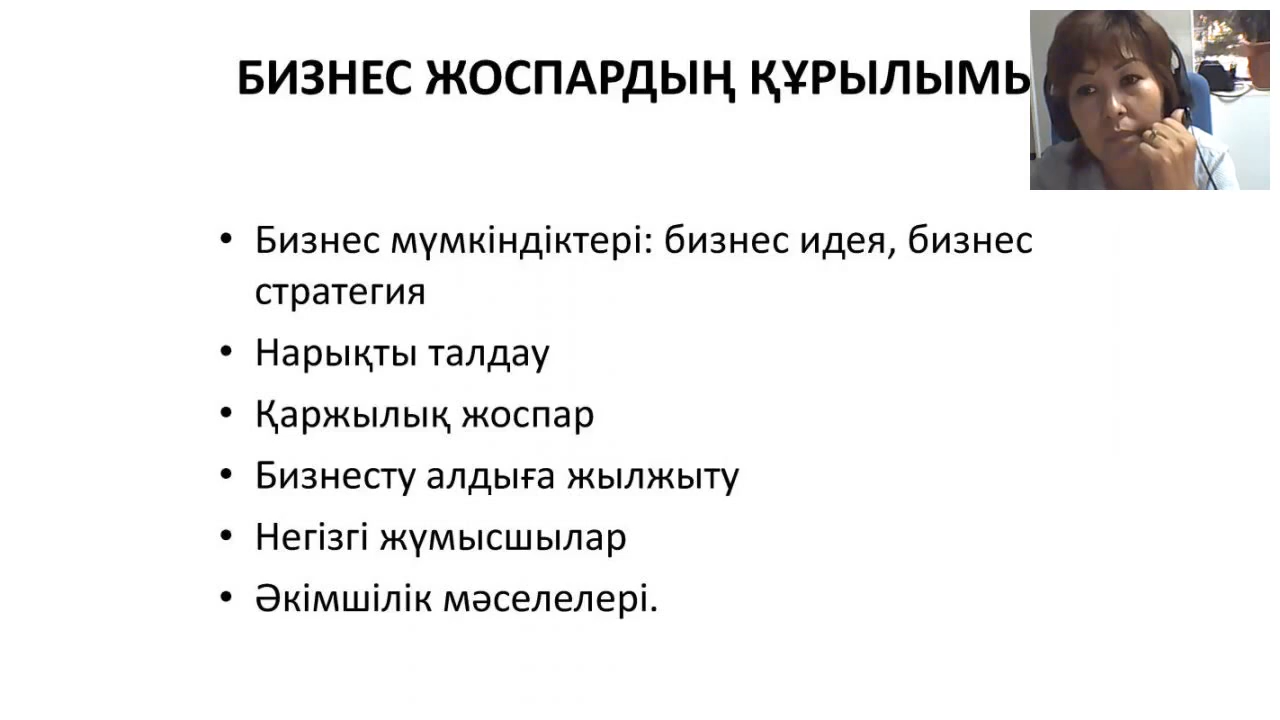 БИЗНЕС ЖОСПАРДЫҢ ҚҰРЫЛЫМЫ
• Бизнес мүмкіндіктері: бизнес идея, бизнес
стратегия
• Нарықты талдау
• Қаржылық жоспар
• Бизнесту алдыға жылжыту
• Негізгі жүмысшылар
• Әкімшілік мәселелері.